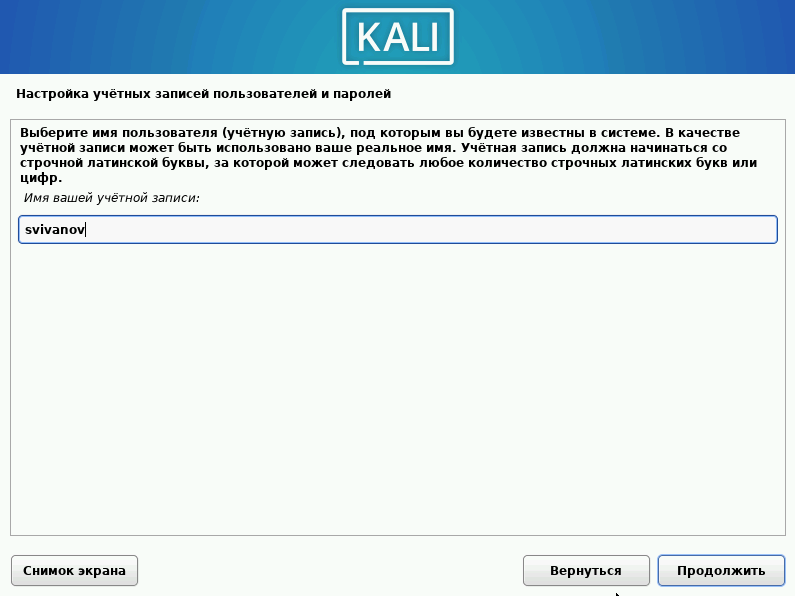 KALI
Настройка учётных записей пользователей и паролей
Выберите имя пользователя (учётную запись), под которым вы будете известны в системе. В качестве
учётной записи может быть использовано ваше реальное имя. Учётная запись должна начинаться со
строчной латинской буквы, за которой может следовать любое количество строчных латинских букв или
цифр.
Имя вашей учётной записи:
svivanov
Снимок экрана
Вернуться
Продолжить